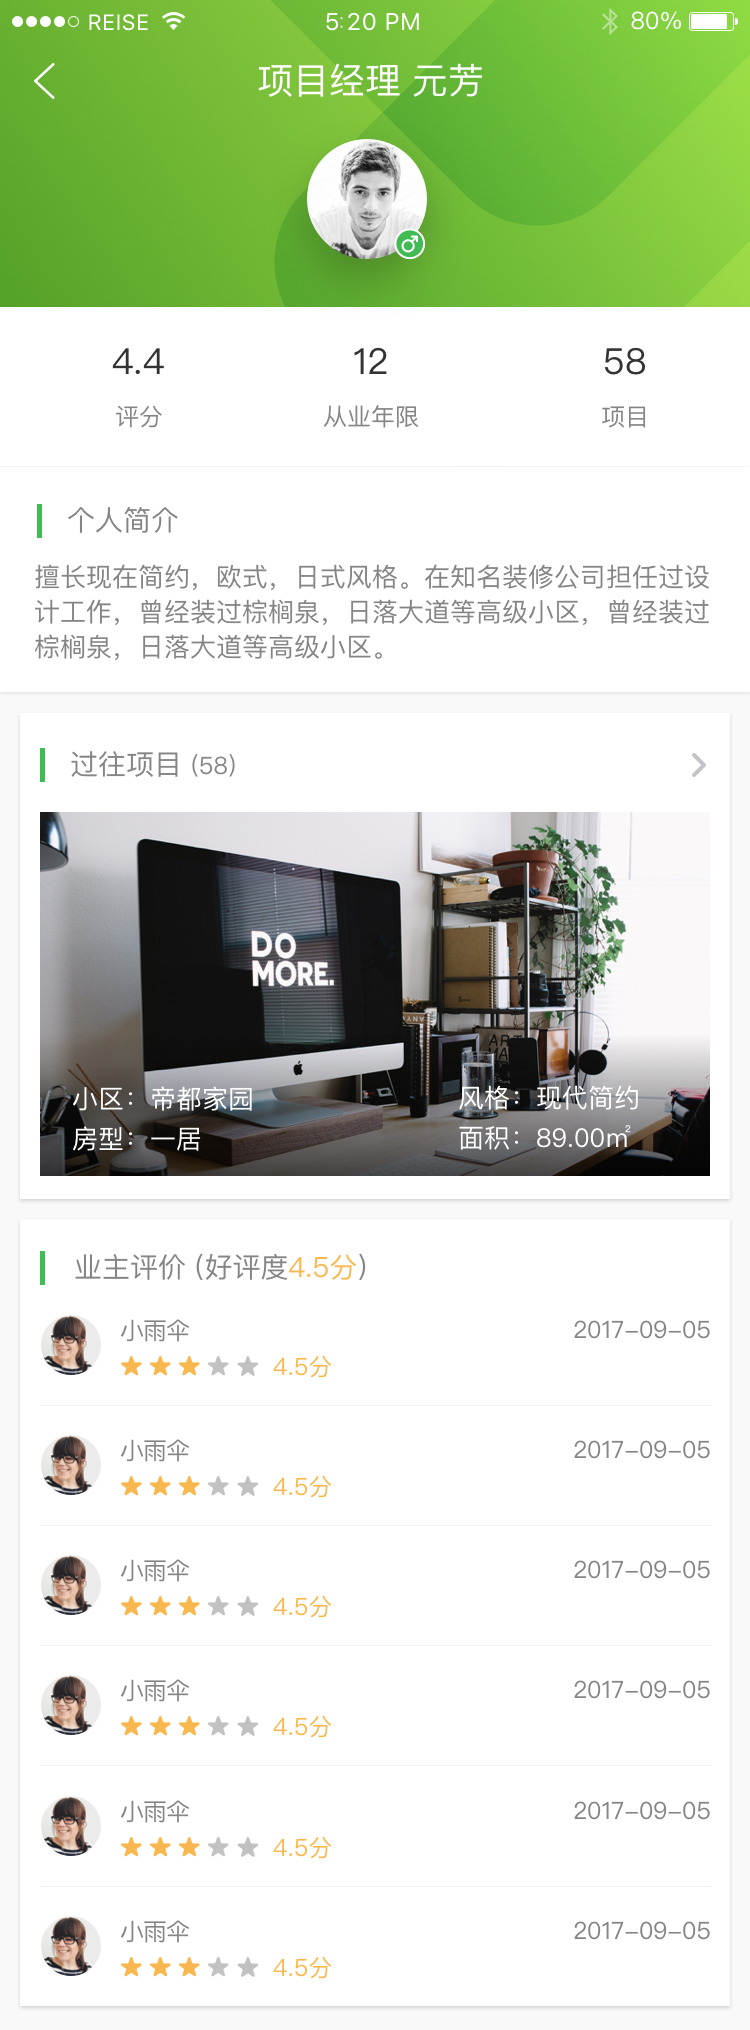 REISE 5:20 PM 80%
项目经理 元芳
4.4 12 58
评分 从业年限 项目
个人简介
擅长现在简约，欧式，日式风格。在知名装修公司担任过设
计工作，曾经装过棕榈泉，日落大道等高级小区，曾经装过
棕榈泉，日落大道等高级小区。
过往项目 (58)
DO
MORE.
小区：帝都家园 风格：现代简约
房型：一居 面积：89.00㎡
业主评价 (好评度4.5分)
小雨伞 2017-09-05
4.5分
小雨伞 2017-09-05
4.5分
小雨伞 2017-09-05
4.5分
小雨伞 2017-09-05
4.5分
小雨伞 2017-09-05
4.5分
小雨伞 2017-09-05
4.5分